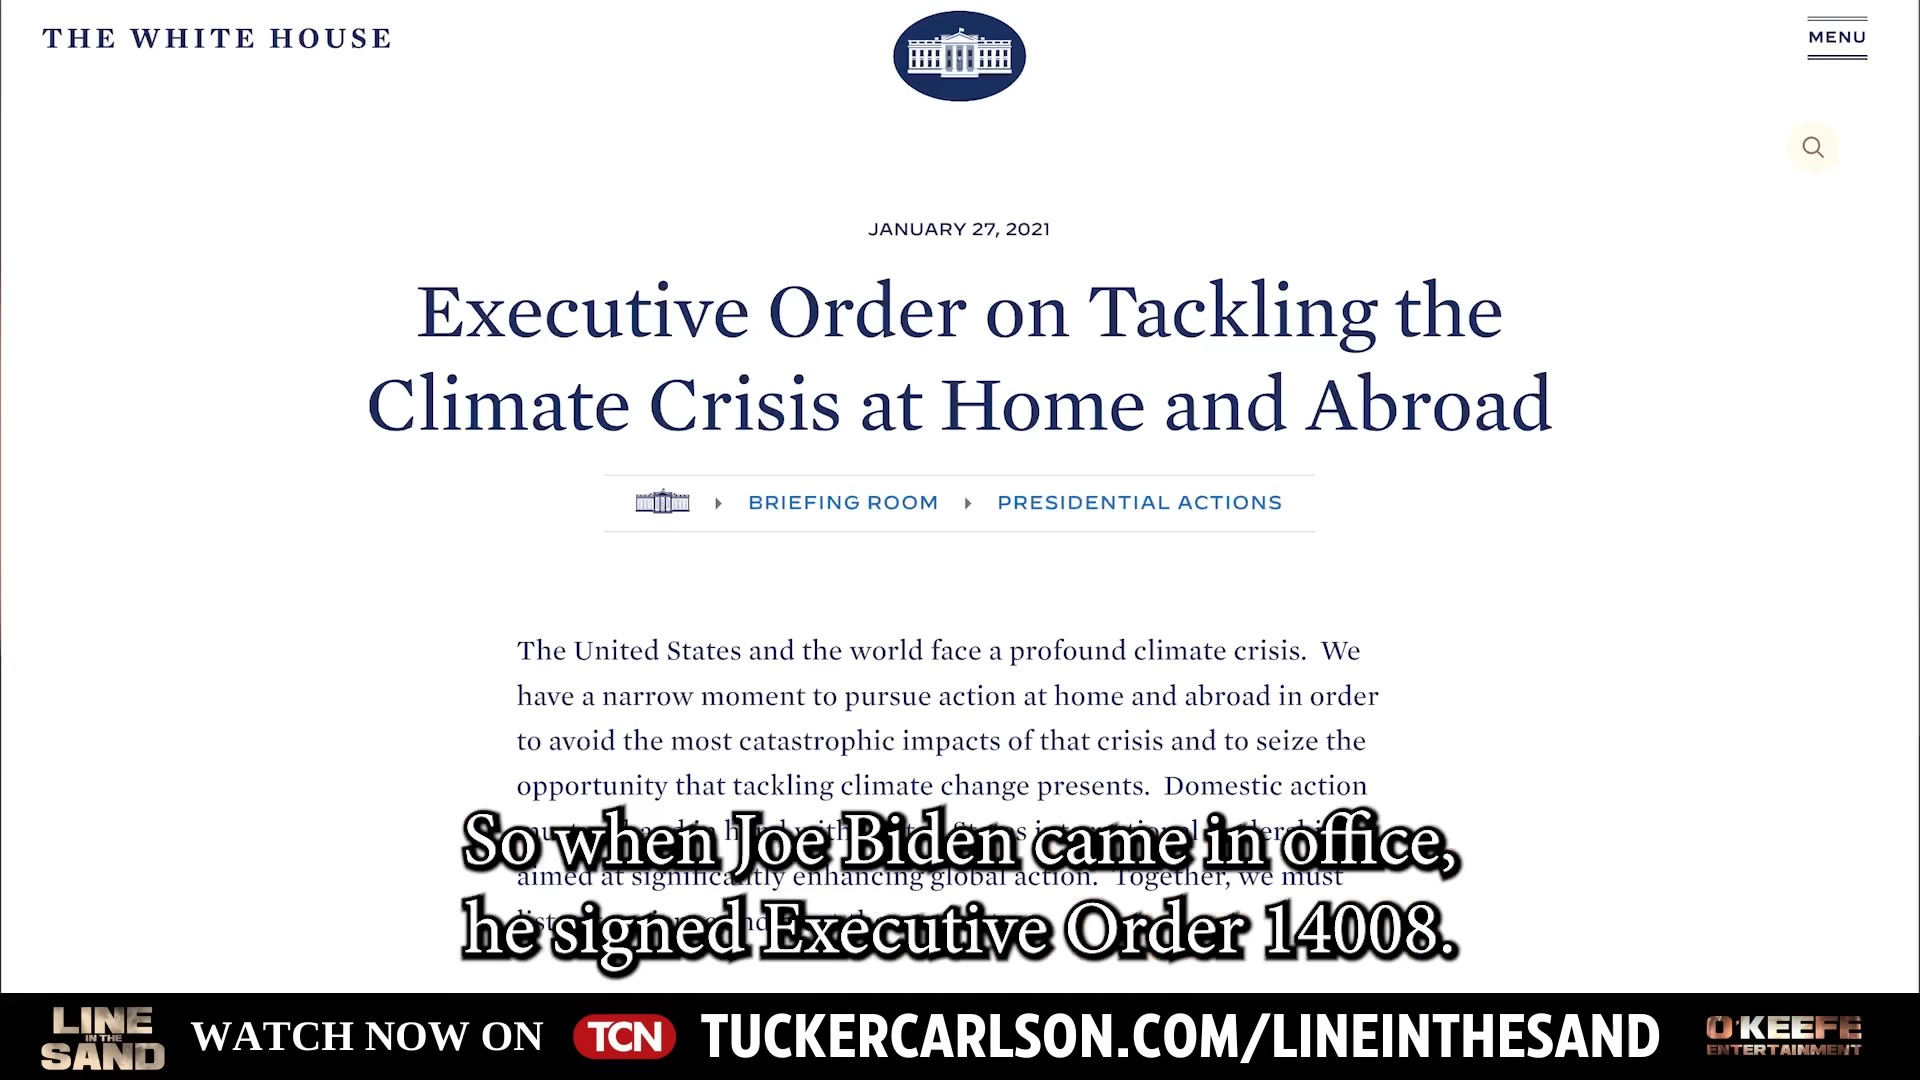 THE WHITE HOUSE
MENU
JANUARY 27, 2021
Executive Order on Tackling the
Climate Crisis at Home and Abroad
BRIEFING ROOM
PRESIDENTIAL ACTIONS
The United States and the world face a profound climate crisis. We
have a narrow moment to pursue action at home and abroad in order
to avoid the most catastrophic impacts of that crisis and to seize the
opportunity that tackling climate change presents. Domestic action
aimed at significantly enhancing global action. Together, we must
So when Joe Biden came in office,
he signed Executive Order 14008.
LINE IN THE SAND
WATCH NOW ON TCN TUCKERCARLSON.COM/LINEINTHESAND
O'KEEFE
ENTERTAINMENT